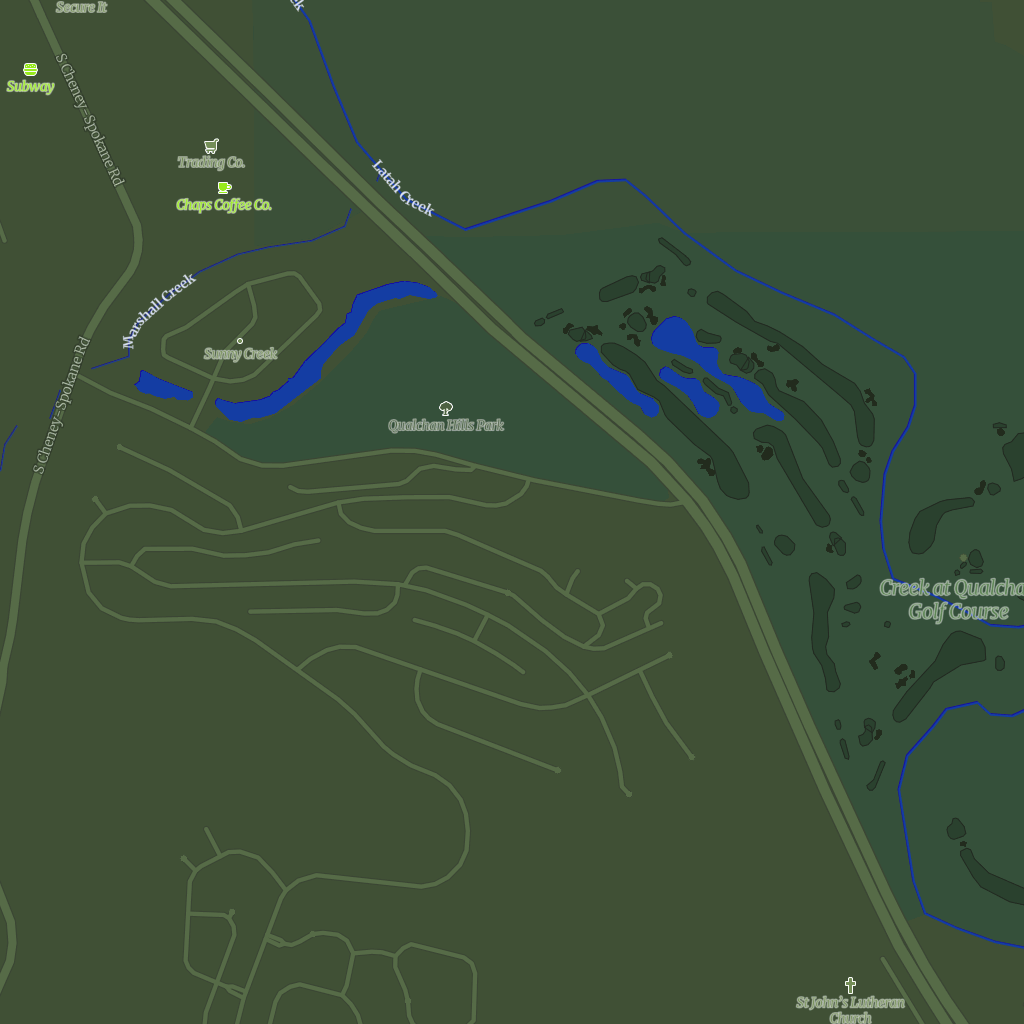 Secure It
Subway
S Cheney-Spokane Rd
Trading Co.
Chaps Coffee Co.
Latah Creek
Marshall Creek
Sunny Creek
S Cheney-Spokane Rd
Qualchan Hills Park
Creek at Qualcha
Golf Course
St John's Lutheran
Church